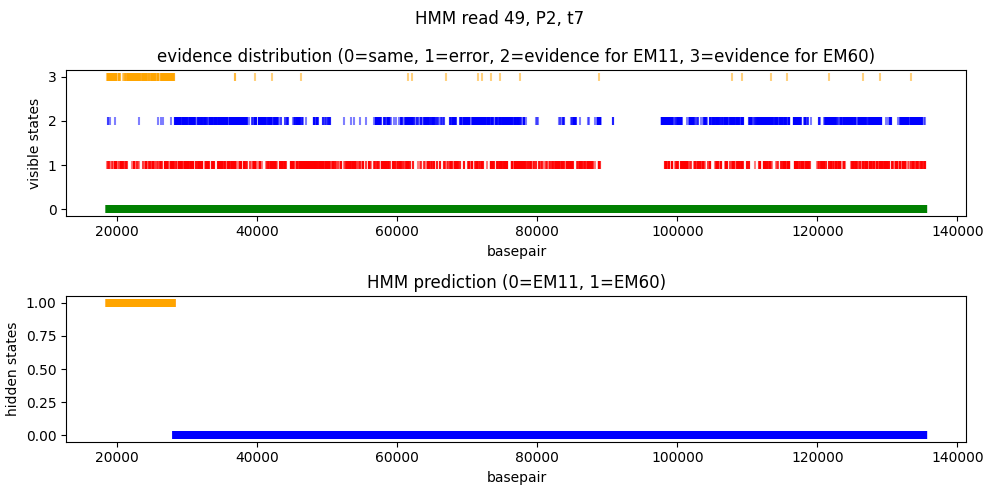 HMM read 49, P2, t7
evidence distribution (0=same, 1=error, 2=evidence for EM11, 3=evidence for EM60)
visible states
3
2
1
0
20000 40000 60000 80000 100000 120000 140000
basepair
HMM prediction (0=EM11, 1=EM60)
hidden states
1.00
0.75
0.50
0.25
0.00
20000 40000 60000 80000 100000 120000 140000
basepair